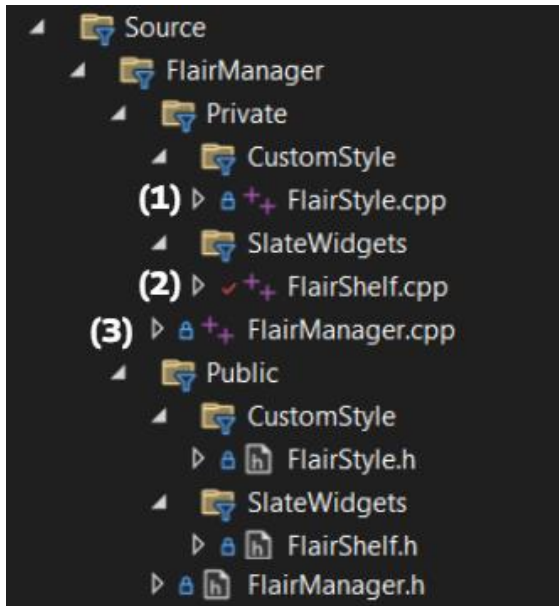 Source
FlairManager
Private
CustomStyle
(1) FlairStyle.cpp
SlateWidgets
(2) FlairShelf.cpp
(3) FlairManager.cpp
Public
CustomStyle
FlairStyle.h
SlateWidgets
FlairShelf.h
FlairManager.h